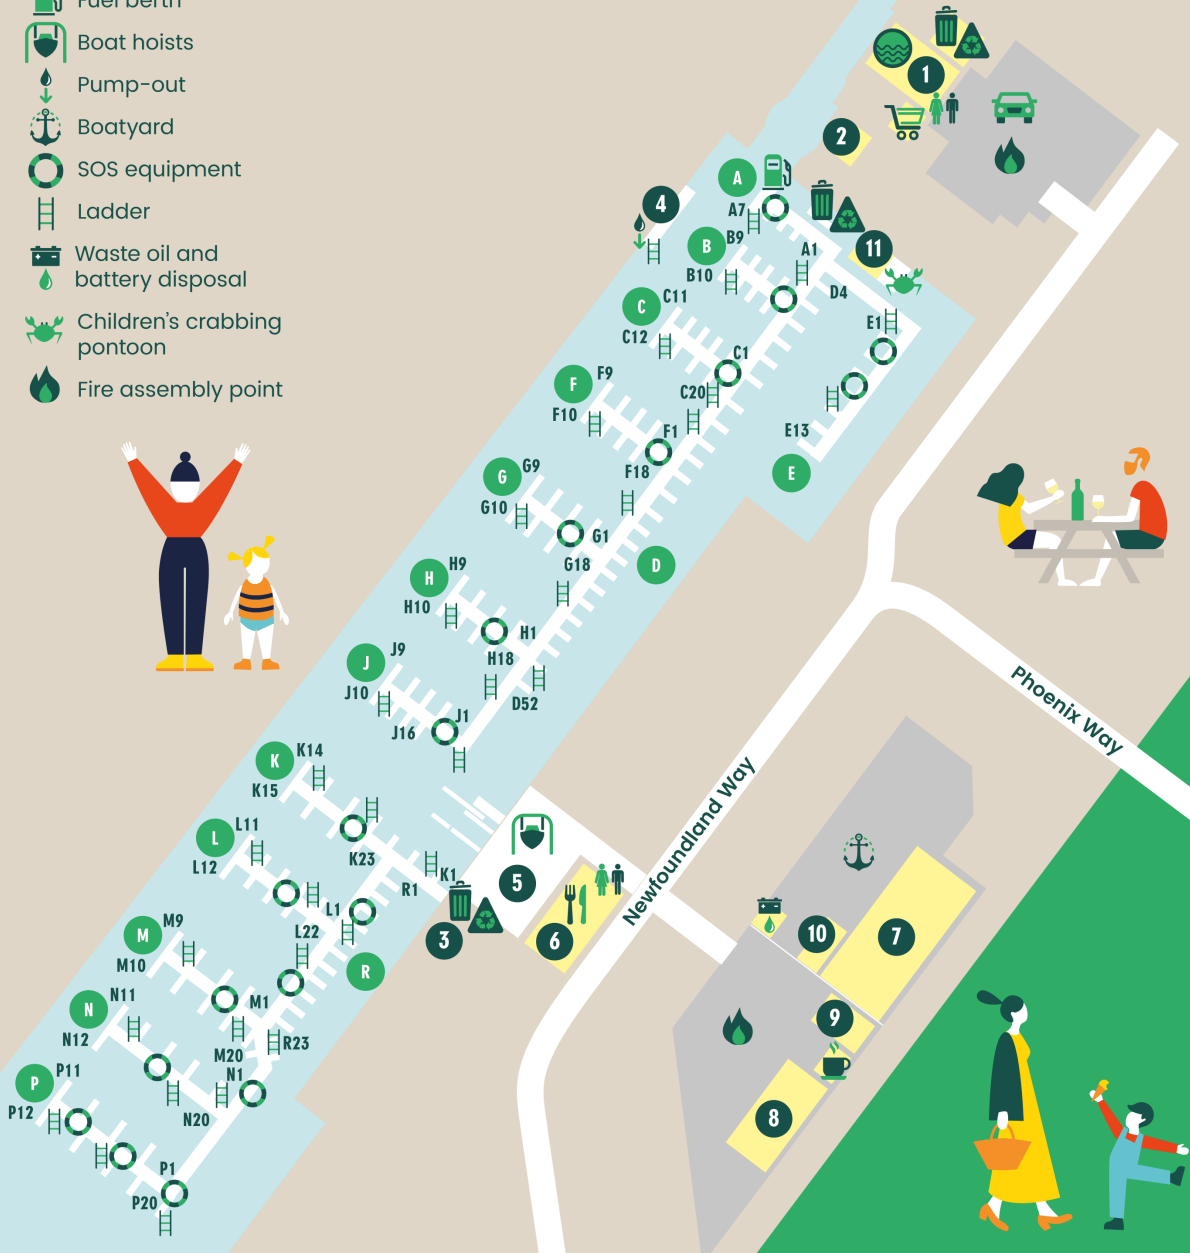 Fuel berth
Boat hoists
Pump-out
Boatyard
SOS equipment
Ladder
Waste oil and
battery disposal
Children's crabbing
pontoon
Fire assembly point
1
2
A
A7
4
11
A1
B
B9
B10
D4
C
C11
C12
E1
C1
C20
F
F9
F10
F1
E13
F18
E
G
G9
G10
G1
G18
D
H
H9
H10
H1
H18
J
J9
J10
D52
J1
J16
Phoenix Way
Newfoundland Way
K
K14
K15
K23
K1
R1
L
L11
L12
L1
L22
5
3
6
10
7
M
M9
M10
R
M1
M20
R23
N
N11
N12
N1
N20
9
8
P
P11
P12
P1
P20